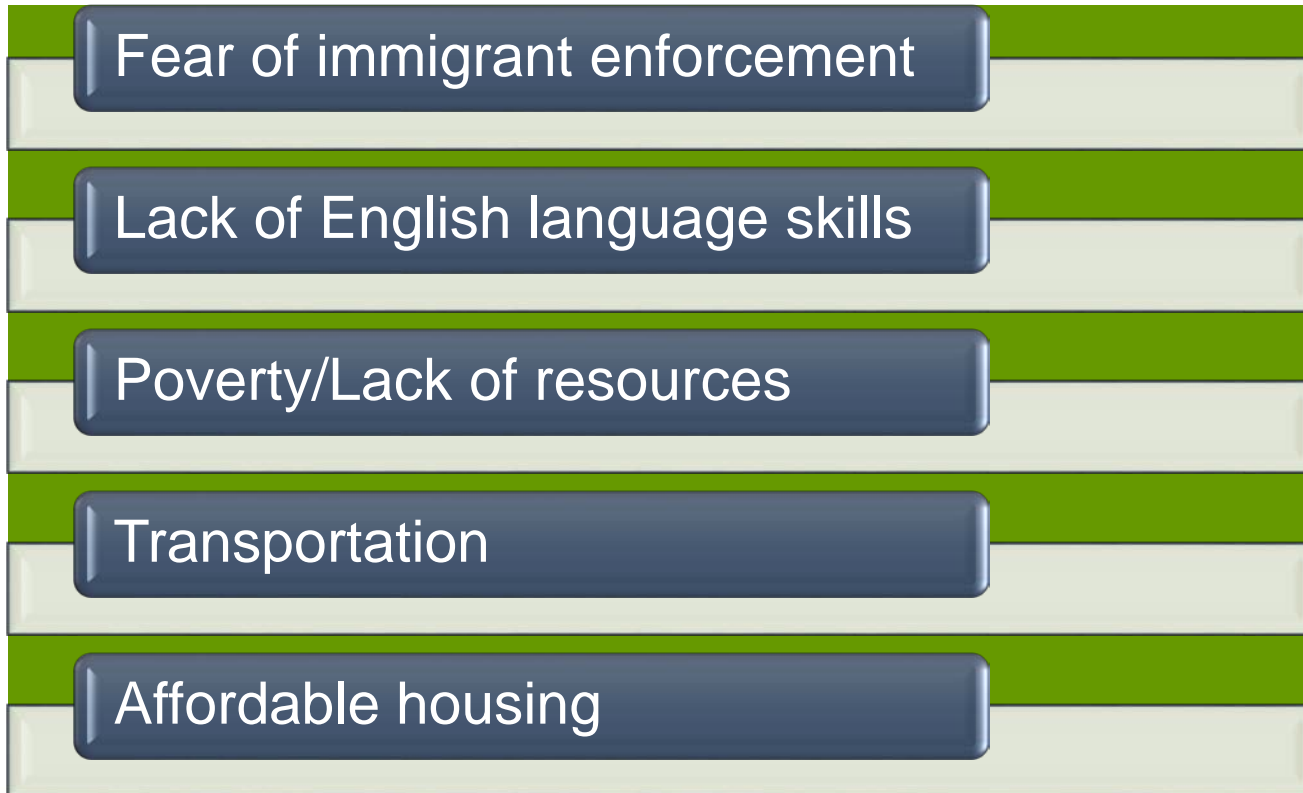 Fear of immigrant enforcement
Lack of English language skills
Poverty/Lack of resources
Transportation
Affordable housing